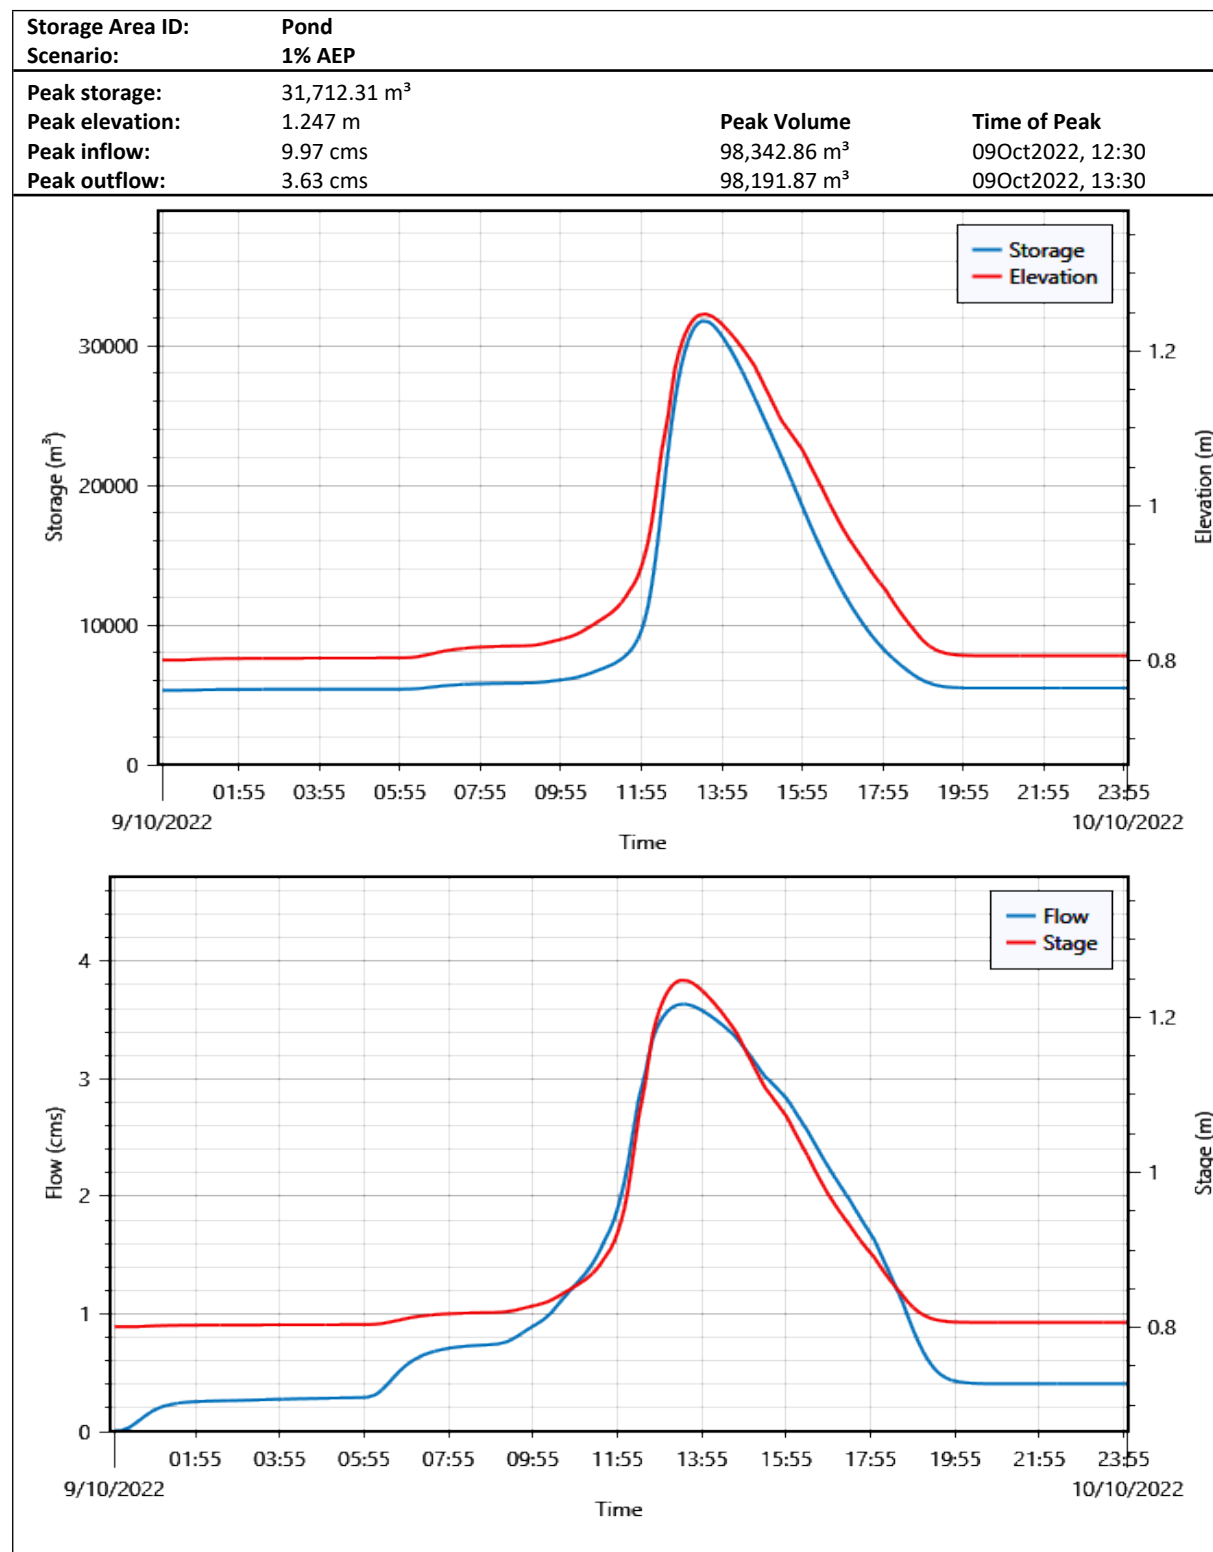 Storage Area ID: Pond
Scenario: 1% AEP
Peak storage: 31,712.31 m³
Peak elevation: 1.247 m Peak Volume Time of Peak
Peak inflow: 9.97 cms 98,342.86 m³ 09Oct2022, 12:30
Peak outflow: 3.63 cms 98,191.87 m³ 09Oct2022, 13:30
Storage
Elevation
30000
20000
10000
0
Storage (m³)
1.2
1
0.8
Elevation (m)
01:55 03:55 05:55 07:55 09:55 11:55 13:55 15:55 17:55 19:55 21:55 23:55
9/10/2022 10/10/2022
Time
Flow
Stage
4
3
2
1
0
Flow (cms)
1.2
1
0.8
Stage (m)
01:55 03:55 05:55 07:55 09:55 11:55 13:55 15:55 17:55 19:55 21:55 23:55
9/10/2022 10/10/2022
Time